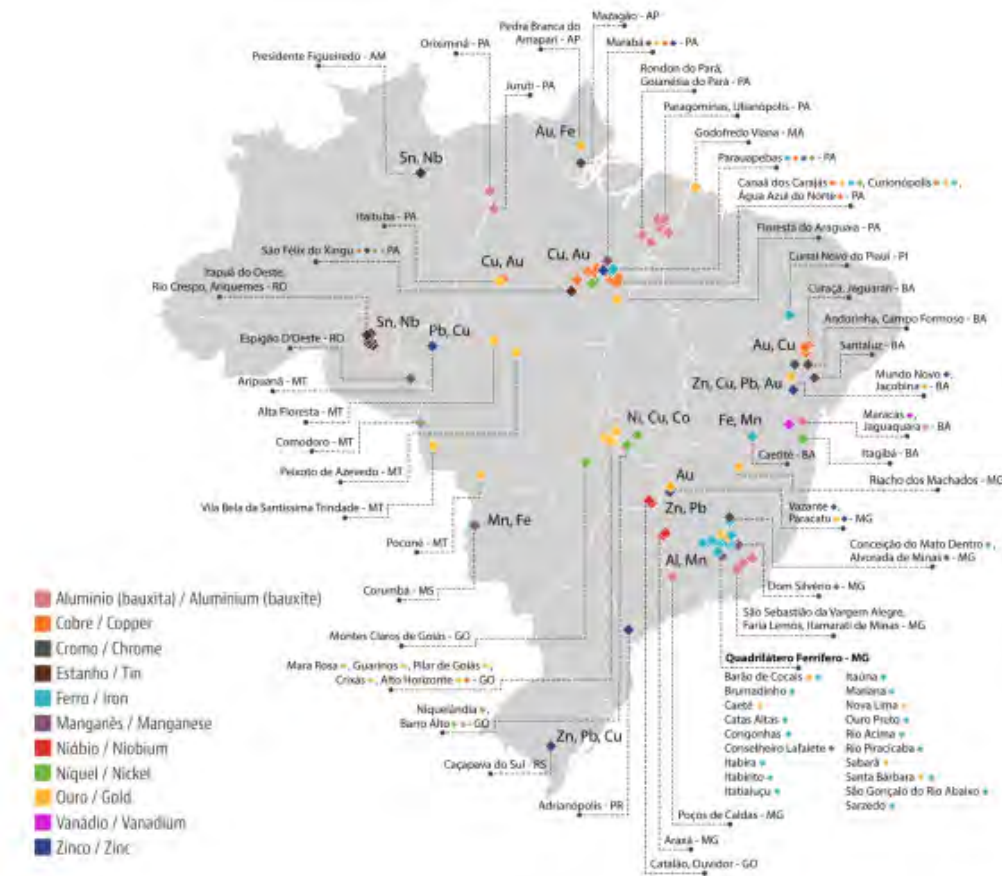 Mazagão - AP
Pedra Branca do
Amapari - AP
Oriximiná - PA
Marabá - PA
Presidente Figueiredo - AM
Juruti - PA
Rondon do Pará,
Goianésia do Pará - PA
Paragominas, Ulianópolis - PA
Au, Fe
Godofredo Viana - MA
Sn, Nb
Parauapebas - PA
Canaã dos Carajás , Curionópolis ,
Água Azul do Norte - PA
Itaituba - PA
Floresta do Araguaia - PA
São Félix do Xingu - PA
Cu, Au
Cu, Au
Curral Novo do Piauí - PI
Itapuã do Oeste,
Rio Crespo, Ariquemes - RO
Curaçá, Jaguarari - BA
Sn, Nb
Pb, Cu
Andorinha, Campo Formoso - BA
Espigão D'Oeste - RO
Au, Cu
Santaluz - BA
Aripuanã - MT
Zn, Cu, Pb, Au
Mundo Novo ,
Jacobina - BA
Alta Floresta - MT
Ni, Cu, Co
Fe, Mn
Maracás ,
Jaguaquara - BA
Comodoro - MT
Caetité - BA
Itagibá - BA
Peixoto de Azevedo - MT
Au
Riacho dos Machados - MG
Vila Bela da Santíssima Trindade - MT
Zn, Pb
Vazante ,
Paracatu - MG
Mn, Fe
Poconé - MT
Al, Mn
Conceição do Mato Dentro ,
Alvorada de Minas - MG
Corumbá - MS
Dom Silvério - MG
Alumínio (bauxita) / Aluminium (bauxite)
Cobre / Copper
Cromo / Chrome
Estanho / Tin
Ferro / Iron
Manganês / Manganese
Nióbio / Niobium
Níquel / Nickel
Ouro / Gold
Vanádio / Vanadium
Zinco / Zinc
São Sebastião da Vargem Alegre,
Faria Lemos, Itamarati de Minas - MG
Montes Claros de Goiás - GO
Mara Rosa , Guarinos , Pilar de Goiás ,
Crixás , Alto Horizonte - GO
Niquelândia ,
Barro Alto - GO
Zn, Pb, Cu
Caçapava do Sul - RS
Adrianópolis - PR
Quadrilátero Ferrífero - MG
Barão de Cocais
Brumadinho
Caeté
Catas Altas
Congonhas
Conselheiro Lafaiete
Itabira
Itabirito
Itatiaiuçu
Itaúna
Mariana
Nova Lima
Ouro Preto
Rio Acima
Rio Piracicaba
Sabará
Santa Bárbara
São Gonçalo do Rio Abaixo
Sarzedo
Poços de Caldas - MG
Araxá - MG
Catalão, Ouvidor - GO